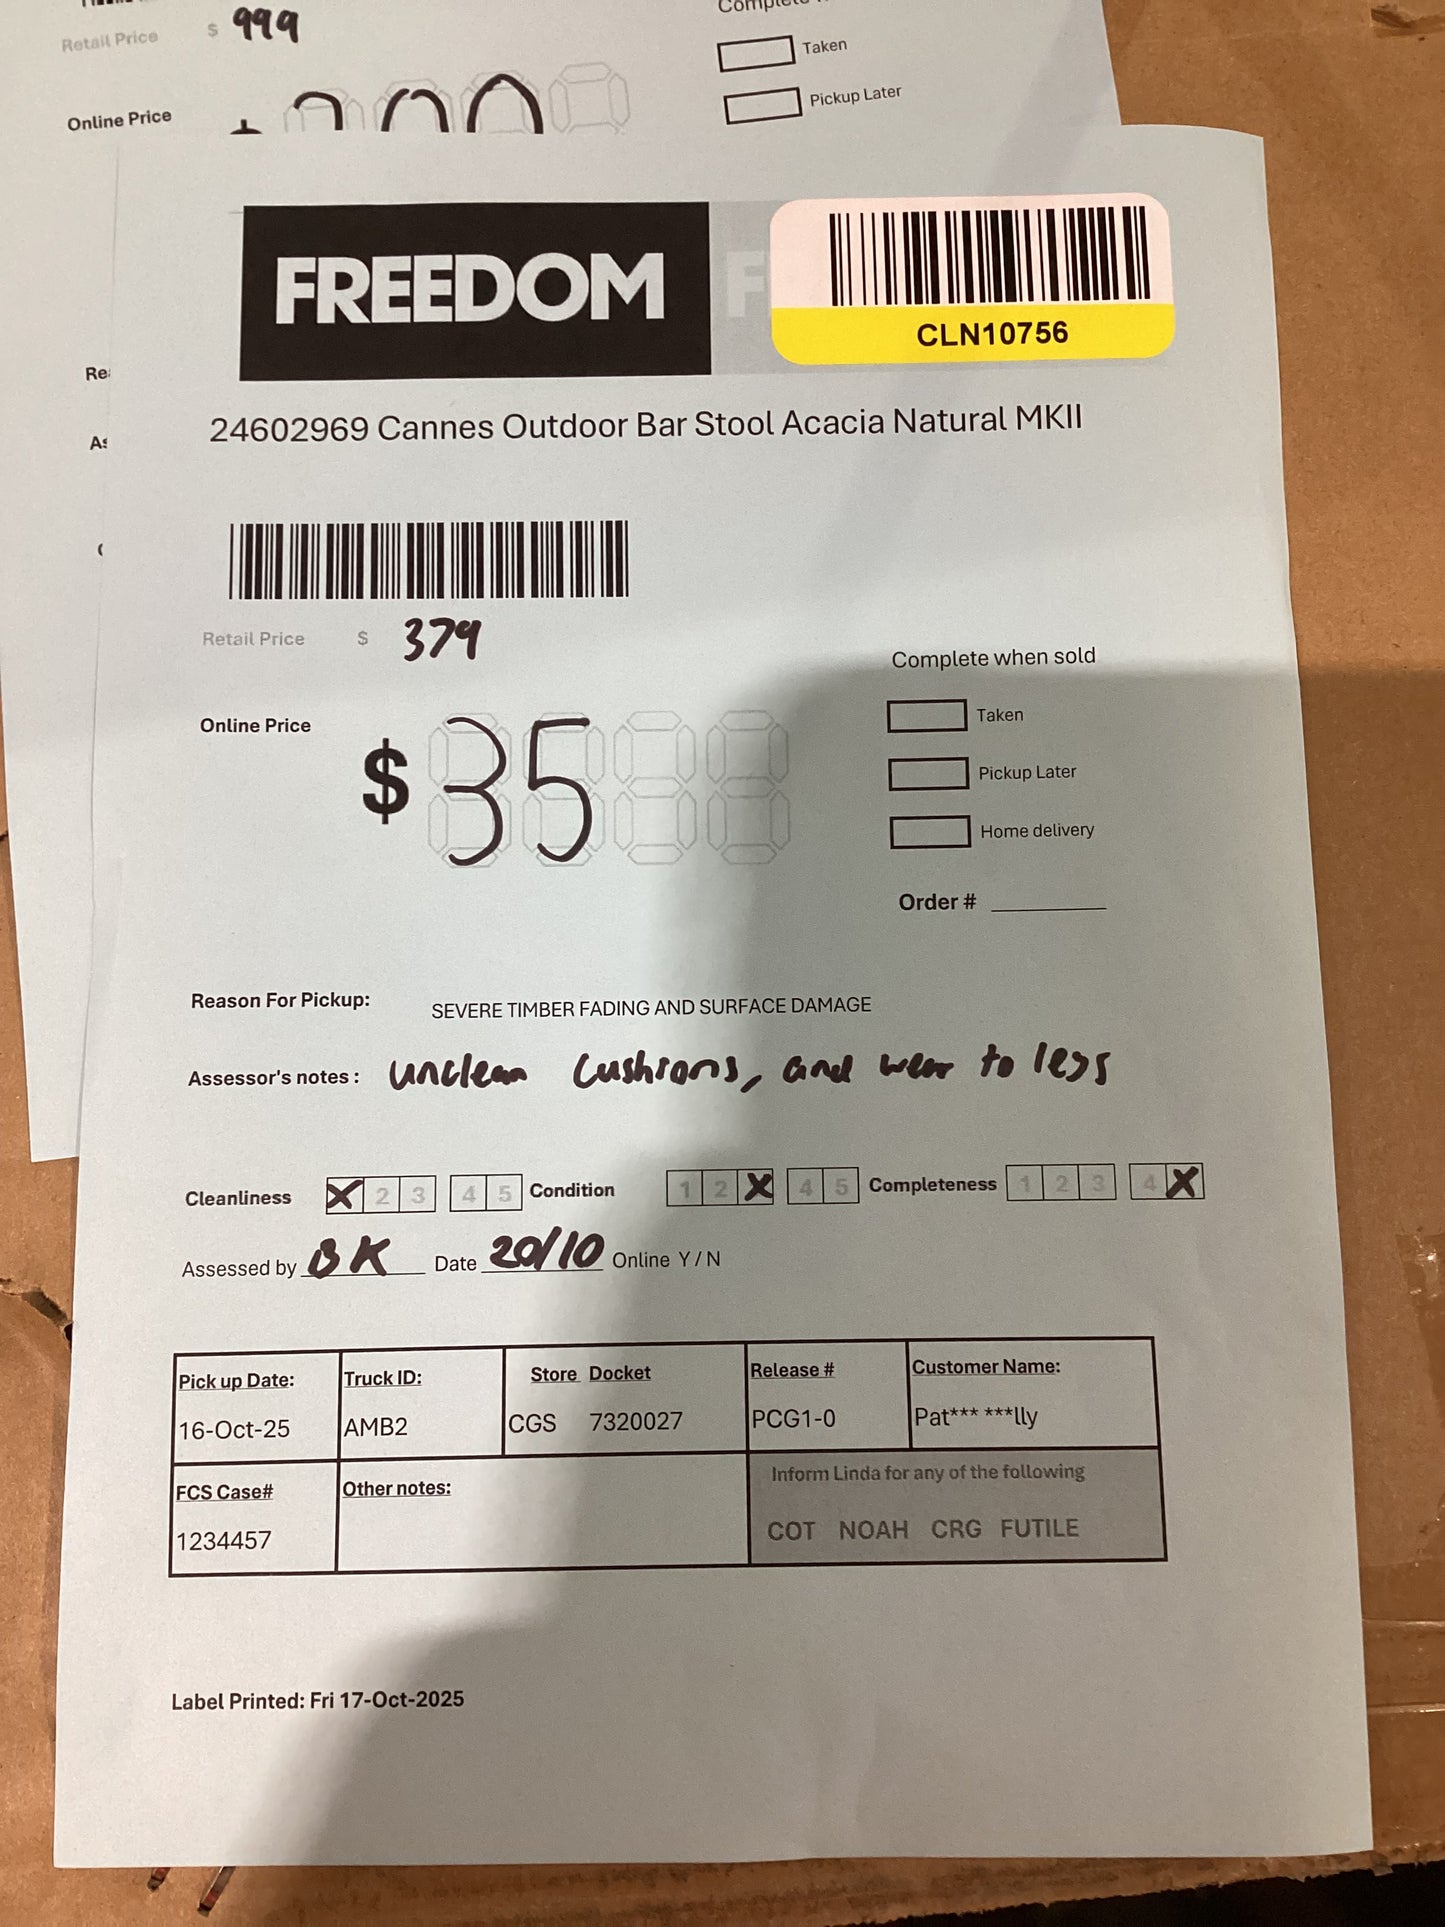 Retail Price $ 999
Taken
Online Price
Pickup Later
FREEDOM
F
CLN10756
24602969 Cannes Outdoor Bar Stool Acacia Natural MKII
Retail Price $ 379
Complete when sold
Online Price $ 35
Taken
Pickup Later
Home delivery
Order #
Reason For Pickup: SEVERE TIMBER FADING AND SURFACE DAMAGE
Assessor's notes: unclean cushions, and wear to legs
Cleanliness X 2 3 4 5 Condition 1 2 X 4 5 Completeness 1 2 3 4 X
Assessed by BK Date 20/10 Online Y / N
Pick up Date: Truck ID: Store Docket Release # Customer Name:
16-Oct-25 AMB2 CGS 7320027 PCG1-0 Pat*** ***lly
FCS Case# Other notes: Inform Linda for any of the following
1234457 COT NOAH CRG FUTILE
Label Printed: Fri 17-Oct-2025